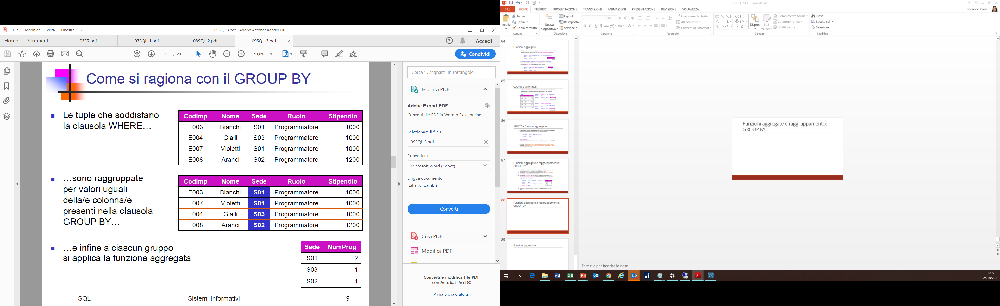 File Modifica Vista Finestra ?
09SQL-3.pdf - Adobe Acrobat Reader DC
Home Strumenti 03ER.pdf 07SQL-1.pdf 08SQL-2.pdf 09SQL-3.pdf × Accedi
9 / 20 91,8% Condividi
Come si ragiona con il GROUP BY
Le tuple che soddisfano
la clausola WHERE…
CodImp Nome Sede Ruolo Stipendio
E003 Bianchi S01 Programmatore 1000
E004 Gialli S03 Programmatore 1000
E007 Violetti S01 Programmatore 1000
E008 Aranci S02 Programmatore 1200
…sono raggruppate
per valori uguali
della/e colonna/e
presenti nella clausola
GROUP BY…
CodImp Nome Sede Ruolo Stipendio
E003 Bianchi S01 Programmatore 1000
E007 Violetti S01 Programmatore 1000
E004 Gialli S03 Programmatore 1000
E008 Aranci S02 Programmatore 1200
…e infine a ciascun gruppo
si applica la funzione aggregata
Sede NumProg
S01 2
S03 1
S02 1
SQL Sistemi Informativi 9
Cerca 'Disegnare un rettangolo'
Esporta PDF
Adobe Export PDF
Converti file PDF in Word o Excel online
Selezionare il file PDF
09SQL-3.pdf
Converti in
Microsoft Word (*.docx)
Lingua documento:
Italiano Cambia
Converti
Crea PDF
Modifica PDF
Converti e modifica file PDF
con Acrobat Pro DC
Avvia prova gratuita
CORSO SQL - PowerPoint
FILE HOME INSERISCI PROGETTAZIONE TRANSIZIONI ANIMAZIONI PRESENTAZIONE REVISIONE VISUALIZZA
Bonanno Daria
Incolla
Taglia
Copia
Copia formato
Appunti
Nuova
diapositiva
Layout
Reimposta
Sezione
Diapositive
48
G C S S abc AV Aa A
Carattere
Orientamento testo
Allinea testo
Converti in SmartArt
Paragrafo
Disponi
Stili
veloci
Riempimento forma
Contorno forma
Effetti forma
Disegno
Trova
Sostituisci
Seleziona
Modifica
84
Funzioni aggregate
85
COUNT e valori nulli
86
SELECT e funzioni aggregate
87
Funzioni aggregate e raggruppamento:
GROUP BY
88
Funzioni aggregate e raggruppamento:
GROUP BY
89
Funzioni aggregate
Funzioni aggregate e raggruppamento:
GROUP BY
Fare clic per inserire le note
17:22
24/10/2019